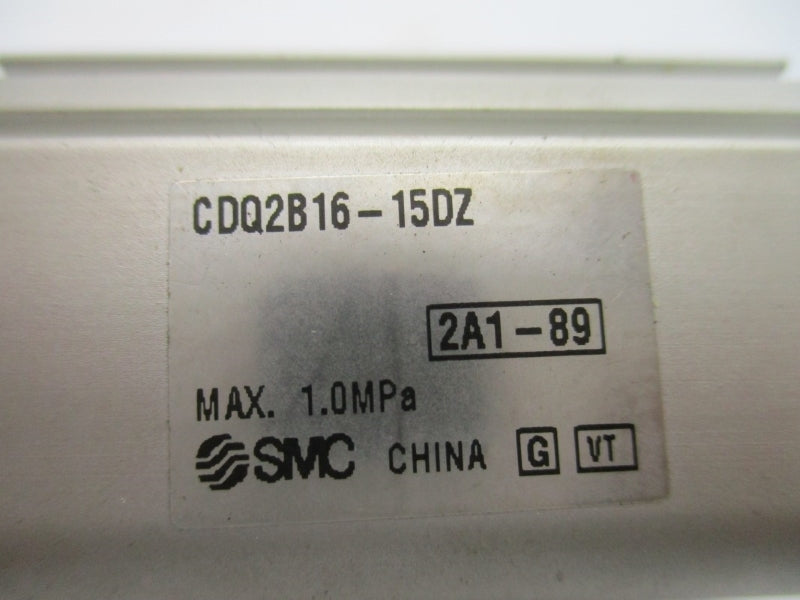 CDQ2B16-15DZ
2A1-89
MAX. 1.0MPa
SMC CHINA G VT